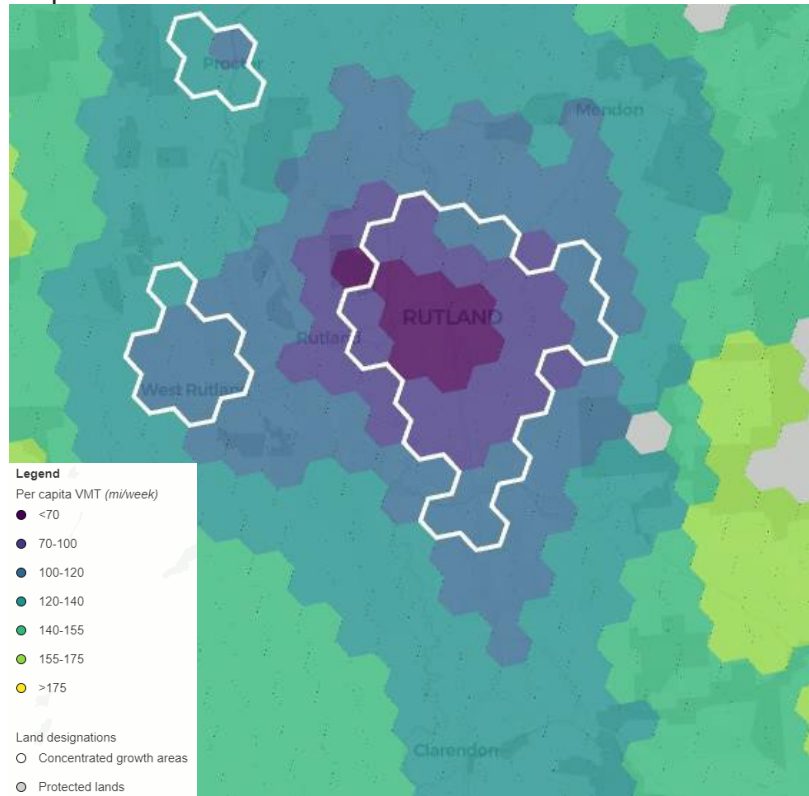 Proctor
Mendon
RUTLAND
Rutland
West Rutland
Legend
Per capita VMT (mi/week)
<70
70-100
100-120
120-140
140-155
155-175
>175
Land designations
Concentrated growth areas
Protected lands
Clarendon